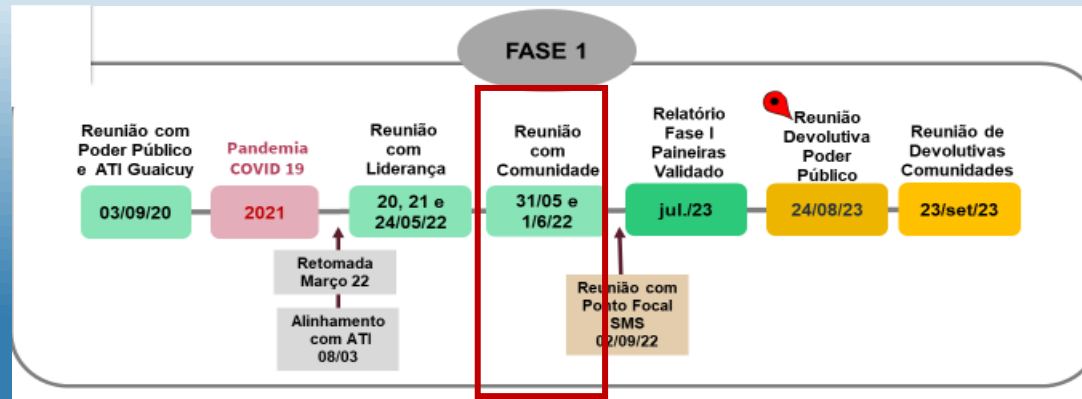 FASE 1
Reunião com
Poder Público
e ATI Guaicuy
03/09/20
Pandemia
COVID 19
2021
Retomada
Março 22
Alinhamento
com ATI
08/03
Reunião
com
Liderança
20, 21 e
24/05/22
Reunião
com
Comunidade
31/05 e
1/6/22
Reunião com
Ponto Focal
SMS
02/09/22
Relatório
Fase I
Paineiras
Validado
jul./23
Reunião
Devolutiva
Poder
Público
24/08/23
Reunião de
Devolutivas
Comunidades
23/set/23